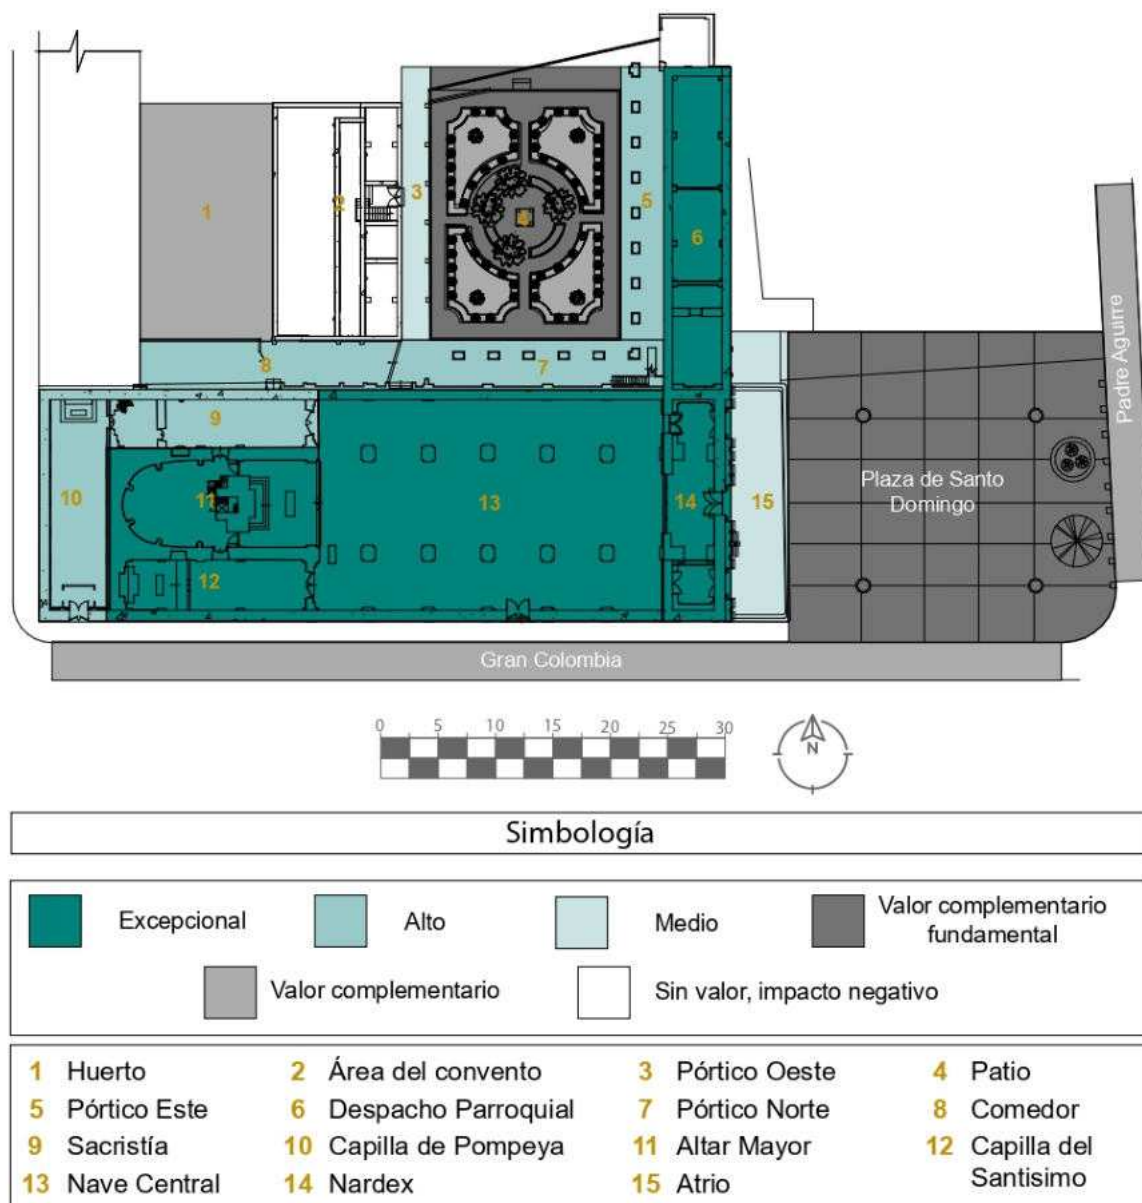 1
2
3
4
5
6
7
8
9
10
11
12
13
14
15
Plaza de Santo
Domingo
Padre Aguirre
Gran Colombia
0 5 10 15 20 25 30
N
Simbología
Excepcional
Alto
Medio
Valor complementario
fundamental
Valor complementario
Sin valor, impacto negativo
1 Huerto
2 Área del convento
3 Pórtico Oeste
4 Patio
5 Pórtico Este
6 Despacho Parroquial
7 Pórtico Norte
8 Comedor
9 Sacristía
10 Capilla de Pompeya
11 Altar Mayor
12 Capilla del
Santisimo
13 Nave Central
14 Nardex
15 Atrio